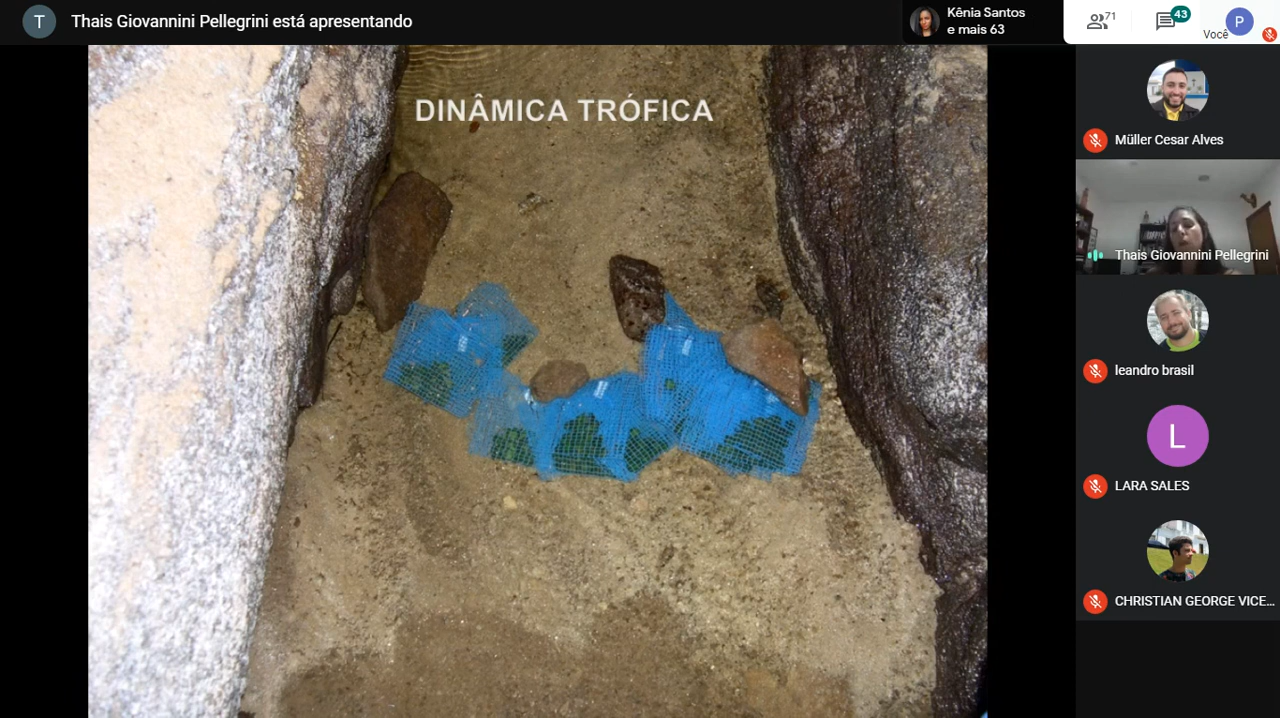 T
Thais Giovannini Pellegrini está apresentando
Kênia Santos
e mais 63
71
43
Você
P
DINÂMICA TRÓFICA
Müller Cesar Alves
Thais Giovannini Pellegrini
leandro brasil
L
LARA SALES
CHRISTIAN GEORGE VICE...